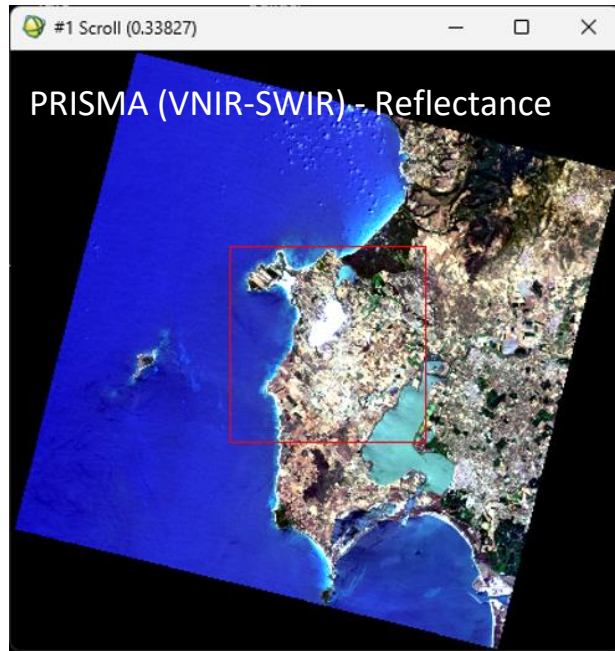 #1 Scroll (0.33827)
PRISMA (VNIR-SWIR) - Reflectance